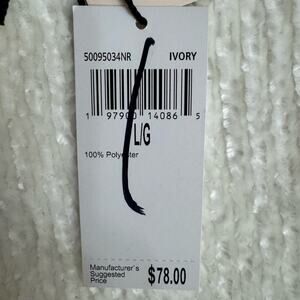 50095034NR IVORY
1 97900 14086 5
L/G
100% Polyester
Manufacturer's
Suggested
Price $78.00